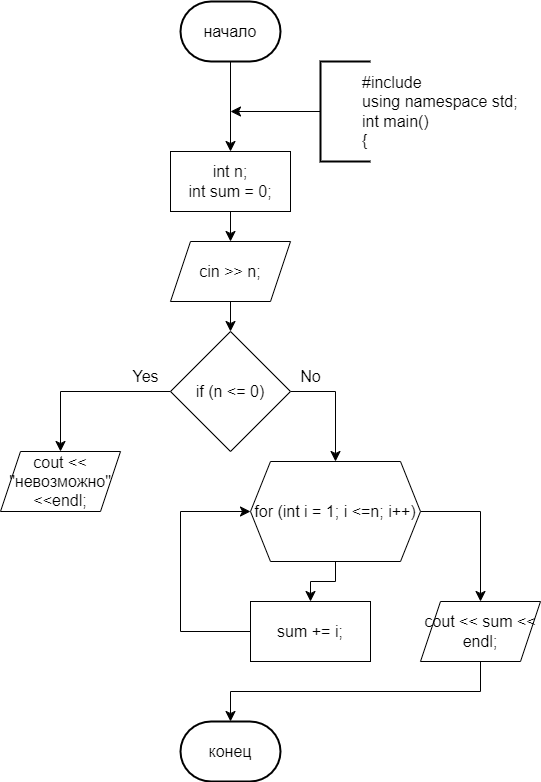 начало
#include
using namespace std;
int main()
{
int n;
int sum = 0;
cin >> n;
if (n <= 0)
Yes
No
cout <<
"невозможно"
<<endl;
for (int i = 1; i <=n; i++)
sum += i;
cout << sum <<
endl;
конец